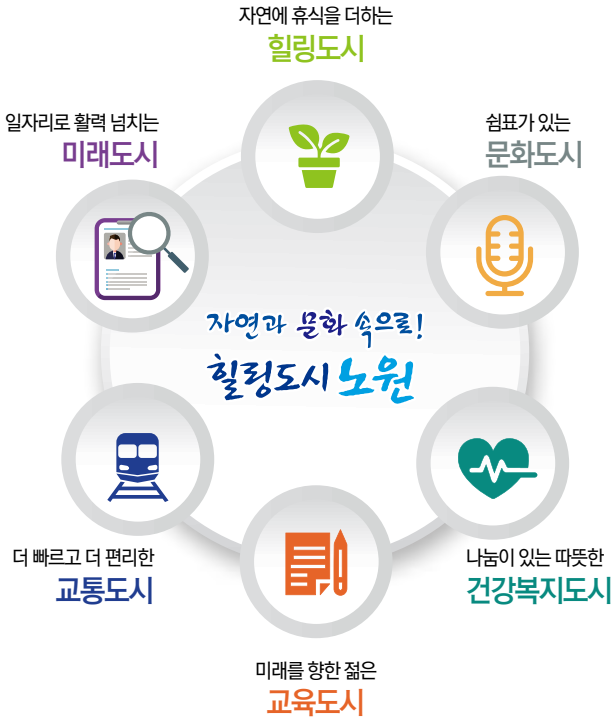 자연에 휴식을 더하는
힐링도시
일자리로 활력 넘치는
미래도시
쉼표가 있는
문화도시
자연과 문화 속으로!
힐링도시 노원
더 빠르고 더 편리한
교통도시
나눔이 있는 따뜻한
건강복지도시
미래를 향한 젊은
교육도시